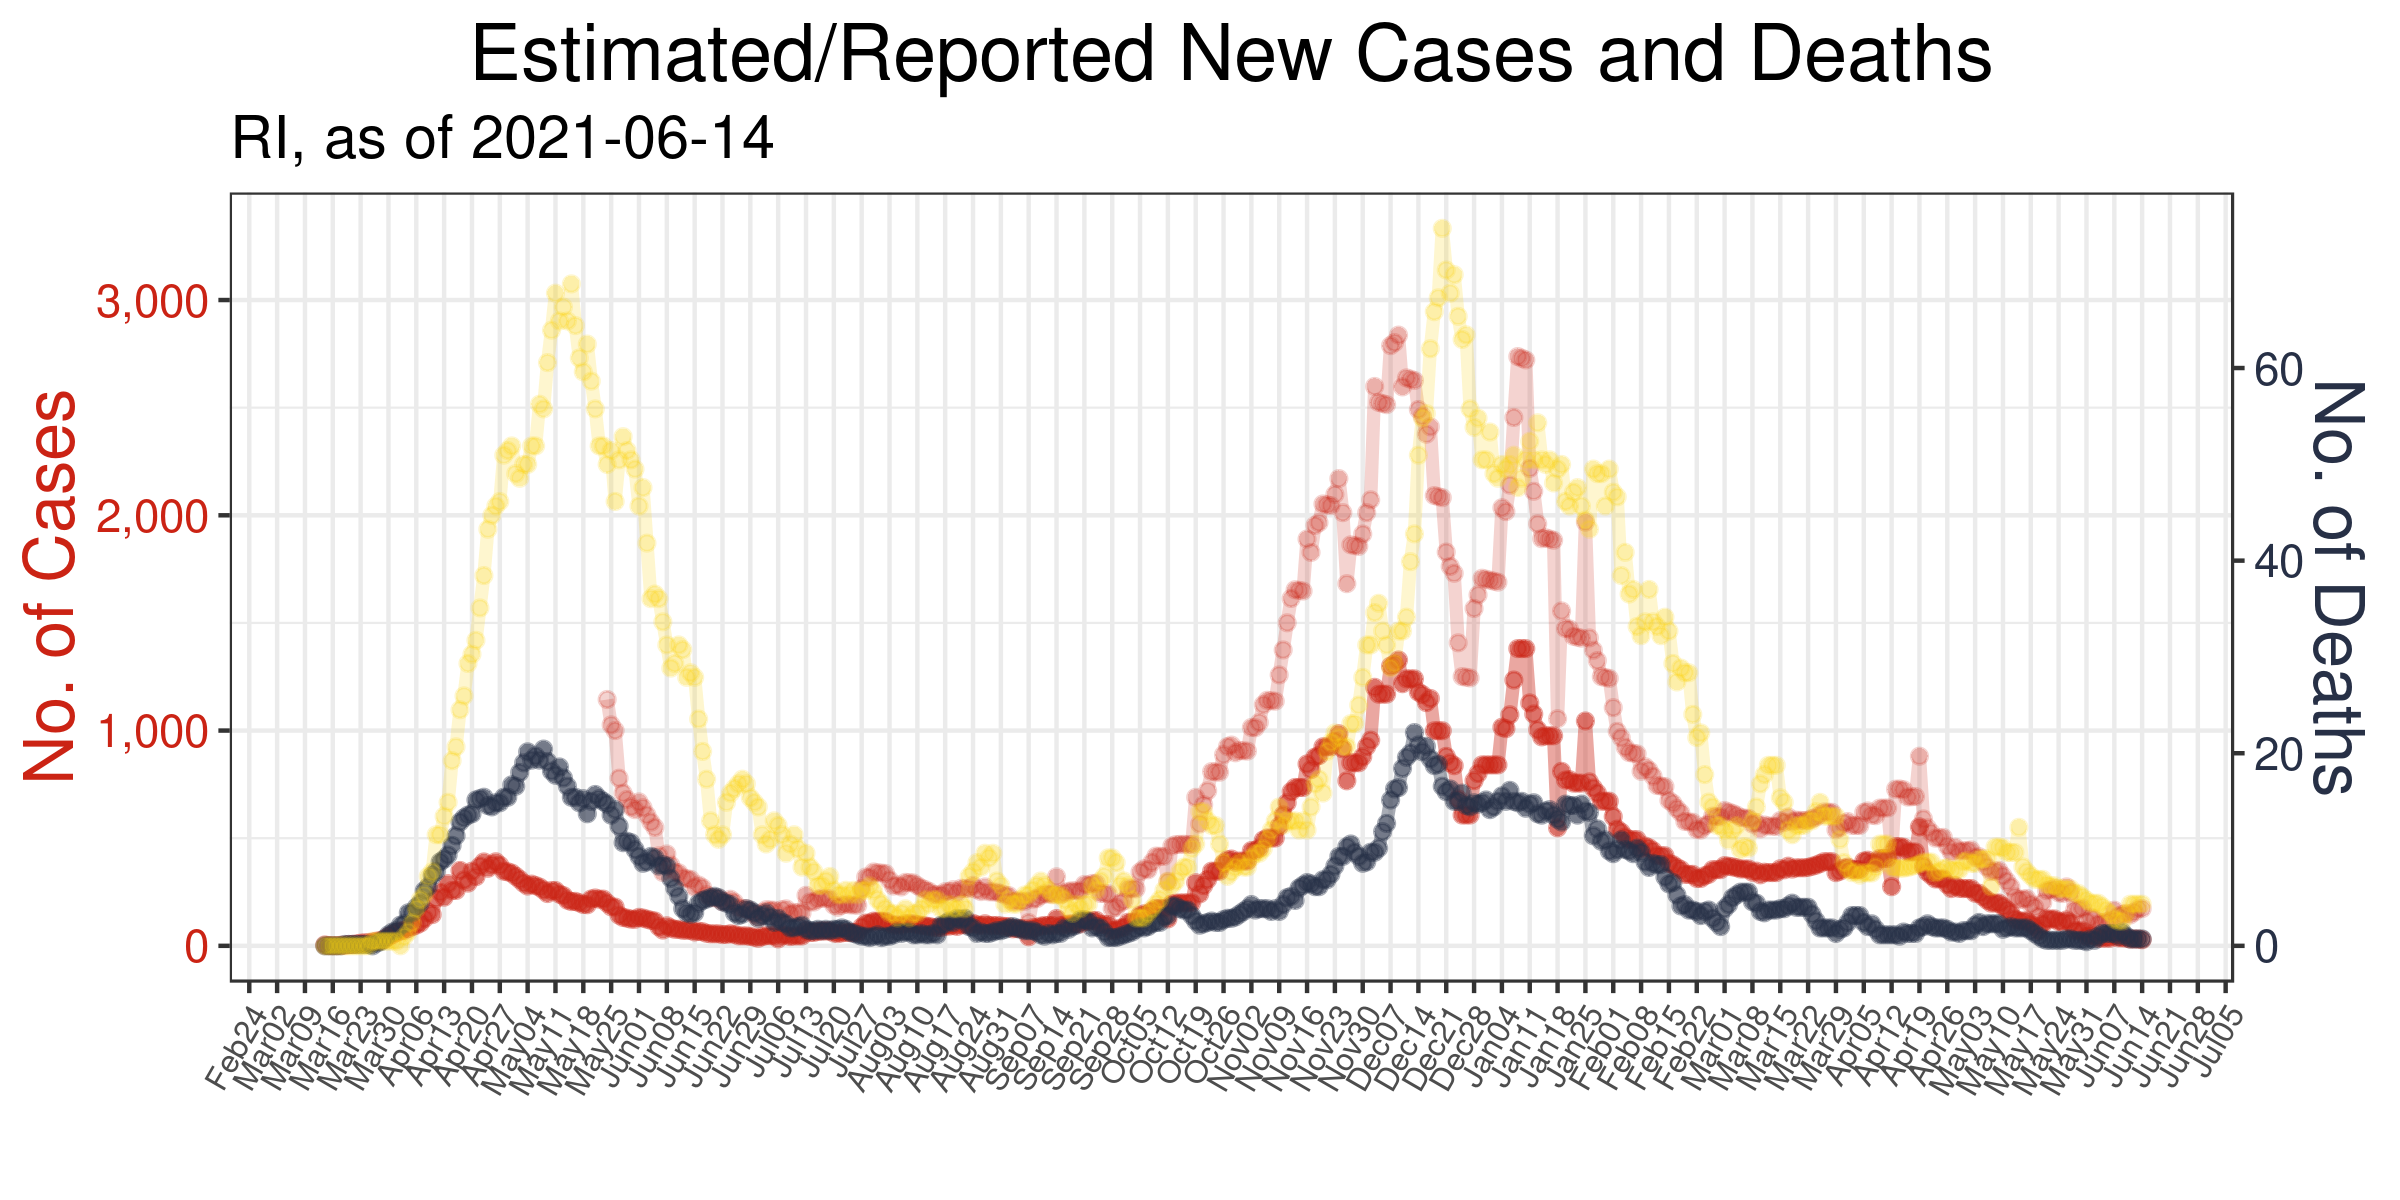 Estimated/Reported New Cases and Deaths
RI, as of 2021-06-14
No. of Cases
3,000
2,000
1,000
0
60
40
20
0
No. of Deaths
Feb24
Mar02
Mar09
Mar16
Mar23
Mar30
Apr06
Apr13
Apr20
Apr27
May04
May11
May18
May25
Jun01
Jun08
Jun15
Jun22
Jun29
Jul06
Jul13
Jul20
Jul27
Aug03
Aug10
Aug17
Aug24
Aug31
Sep07
Sep14
Sep21
Sep28
Oct05
Oct12
Oct19
Oct26
Nov02
Nov09
Nov16
Nov23
Nov30
Dec07
Dec14
Dec21
Dec28
Jan04
Jan11
Jan18
Jan25
Feb01
Feb08
Feb15
Feb22
Mar01
Mar08
Mar15
Mar22
Mar29
Apr05
Apr12
Apr19
Apr26
May03
May10
May17
May24
May31
Jun07
Jun14
Jun21
Jun28
Jul05